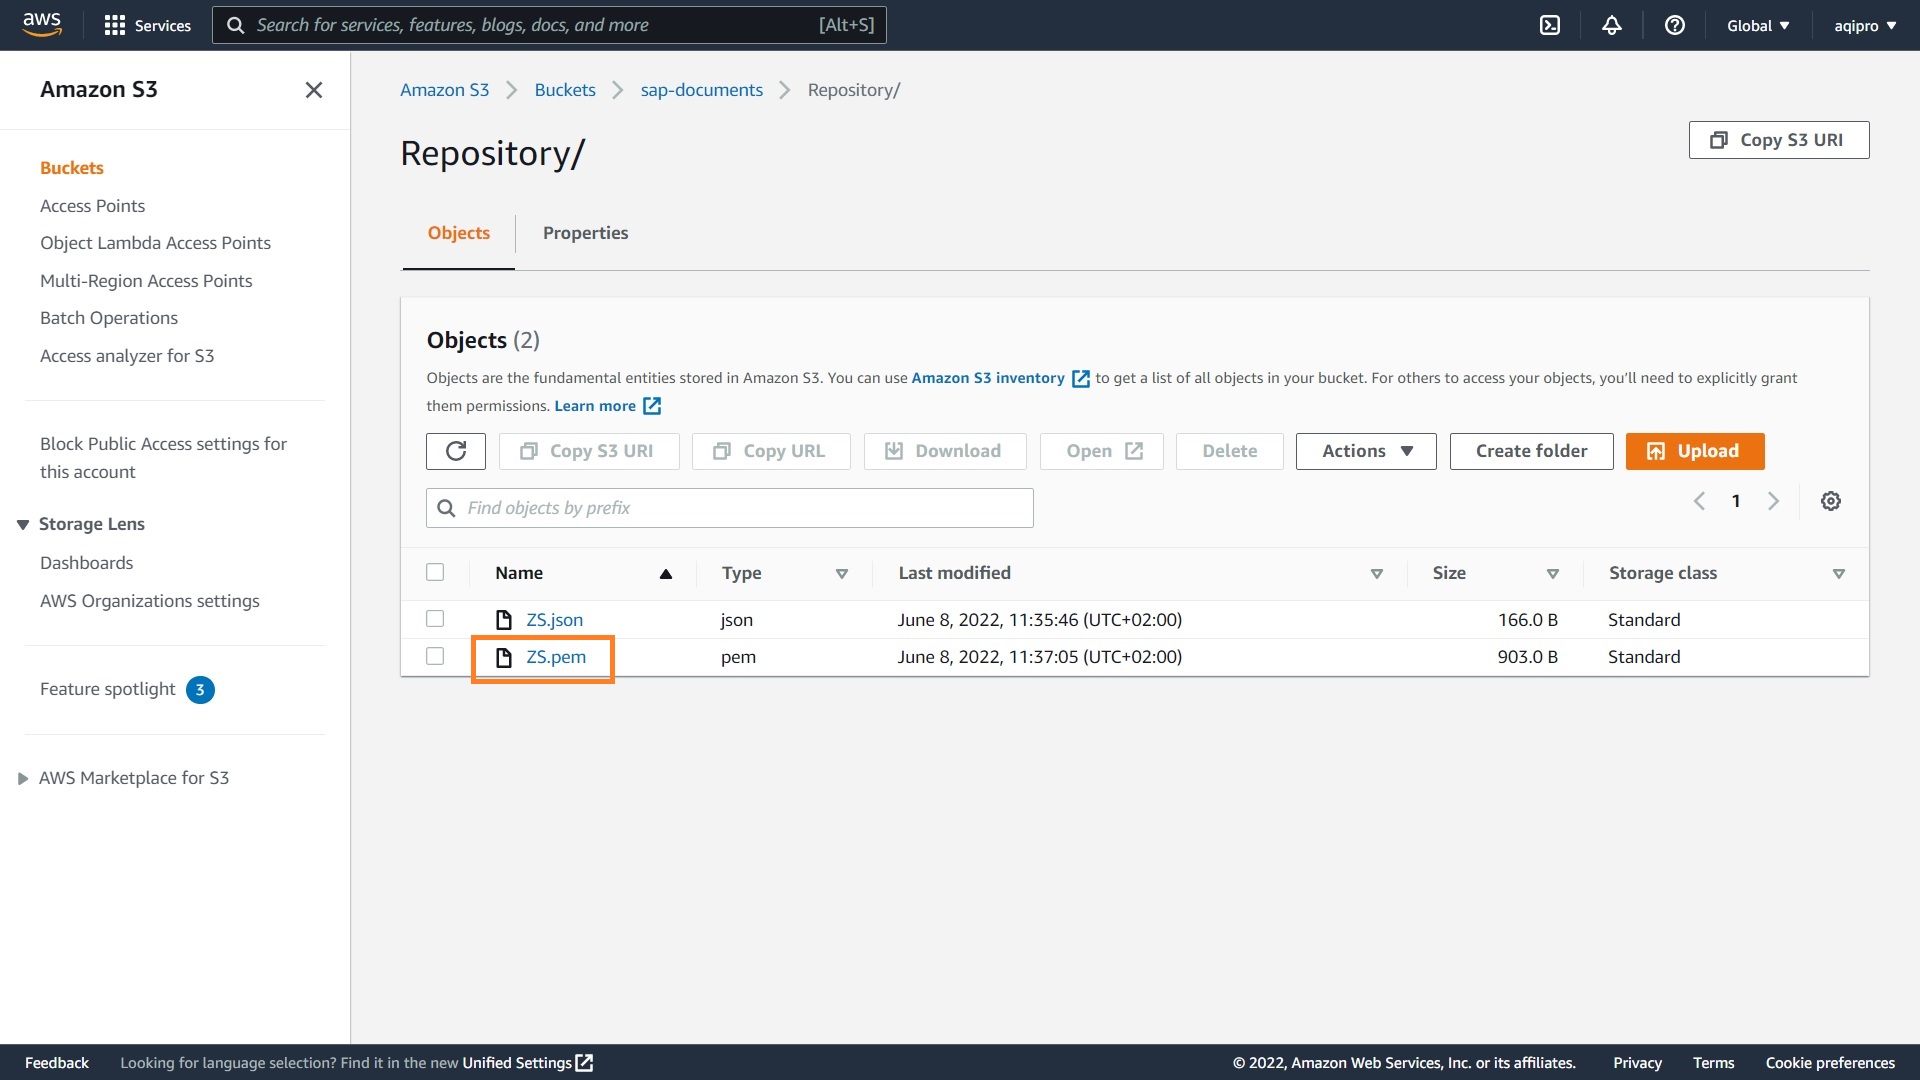 aws Services Search for services, features, blogs, docs, and more [Alt+S] Global aqipro
Amazon S3
Buckets
Access Points
Object Lambda Access Points
Multi-Region Access Points
Batch Operations
Access analyzer for S3
Block Public Access settings for
this account
Storage Lens
Dashboards
AWS Organizations settings
Feature spotlight 3
AWS Marketplace for S3
Amazon S3 Buckets sap-documents Repository/
Repository/
Copy S3 URI
Objects Properties
Objects (2)
Objects are the fundamental entities stored in Amazon S3. You can use Amazon S3 inventory to get a list of all objects in your bucket. For others to access your objects, you'll need to explicitly grant
them permissions. Learn more
Copy S3 URI Copy URL Download Open Delete Actions Create folder Upload
Find objects by prefix 1
Name Type Last modified Size Storage class
ZS.json json June 8, 2022, 11:35:46 (UTC+02:00) 166.0 B Standard
ZS.pem pem June 8, 2022, 11:37:05 (UTC+02:00) 903.0 B Standard
Feedback Looking for language selection? Find it in the new Unified Settings © 2022, Amazon Web Services, Inc. or its affiliates. Privacy Terms Cookie preferences